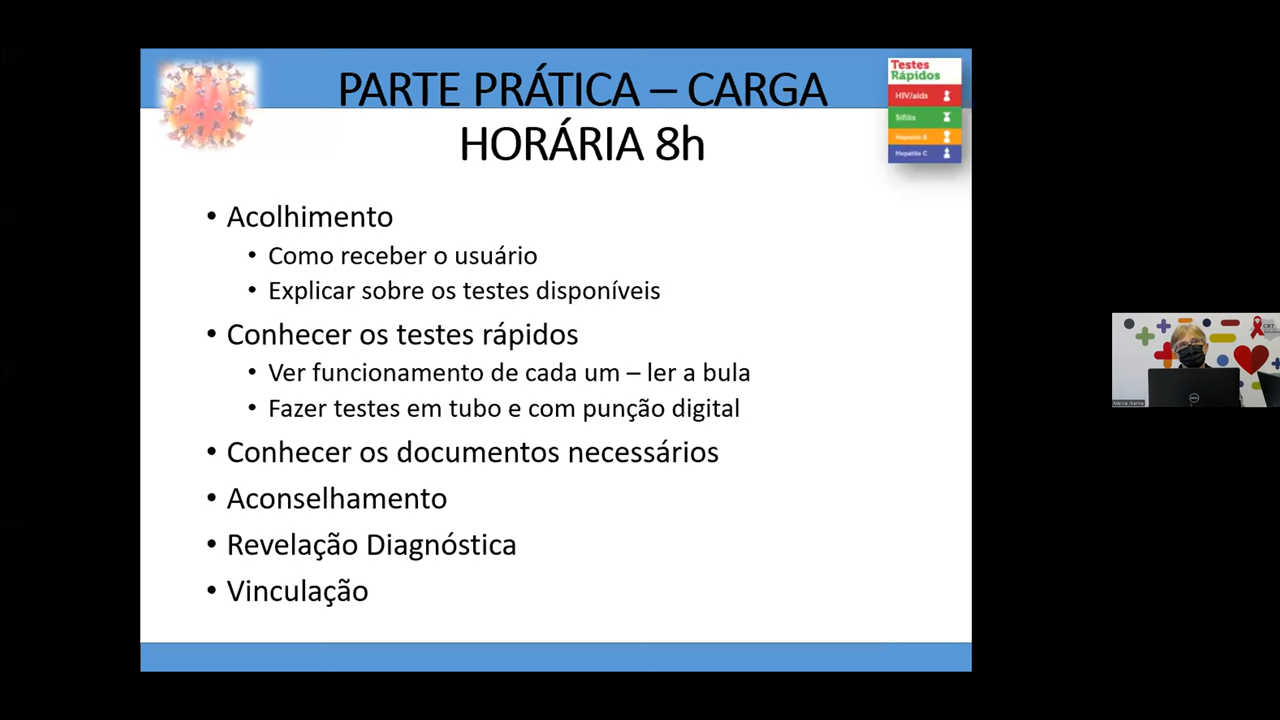 PARTE PRÁTICA – CARGA
HORÁRIA 8h
Testes
Rápidos
HIV/aids
Sífilis
Hepatite B
Hepatite C
• Acolhimento
• Como receber o usuário
• Explicar sobre os testes disponíveis
• Conhecer os testes rápidos
• Ver funcionamento de cada um – ler a bula
• Fazer testes em tubo e com punção digital
• Conhecer os documentos necessários
• Aconselhamento
• Revelação Diagnóstica
• Vinculação
CRT